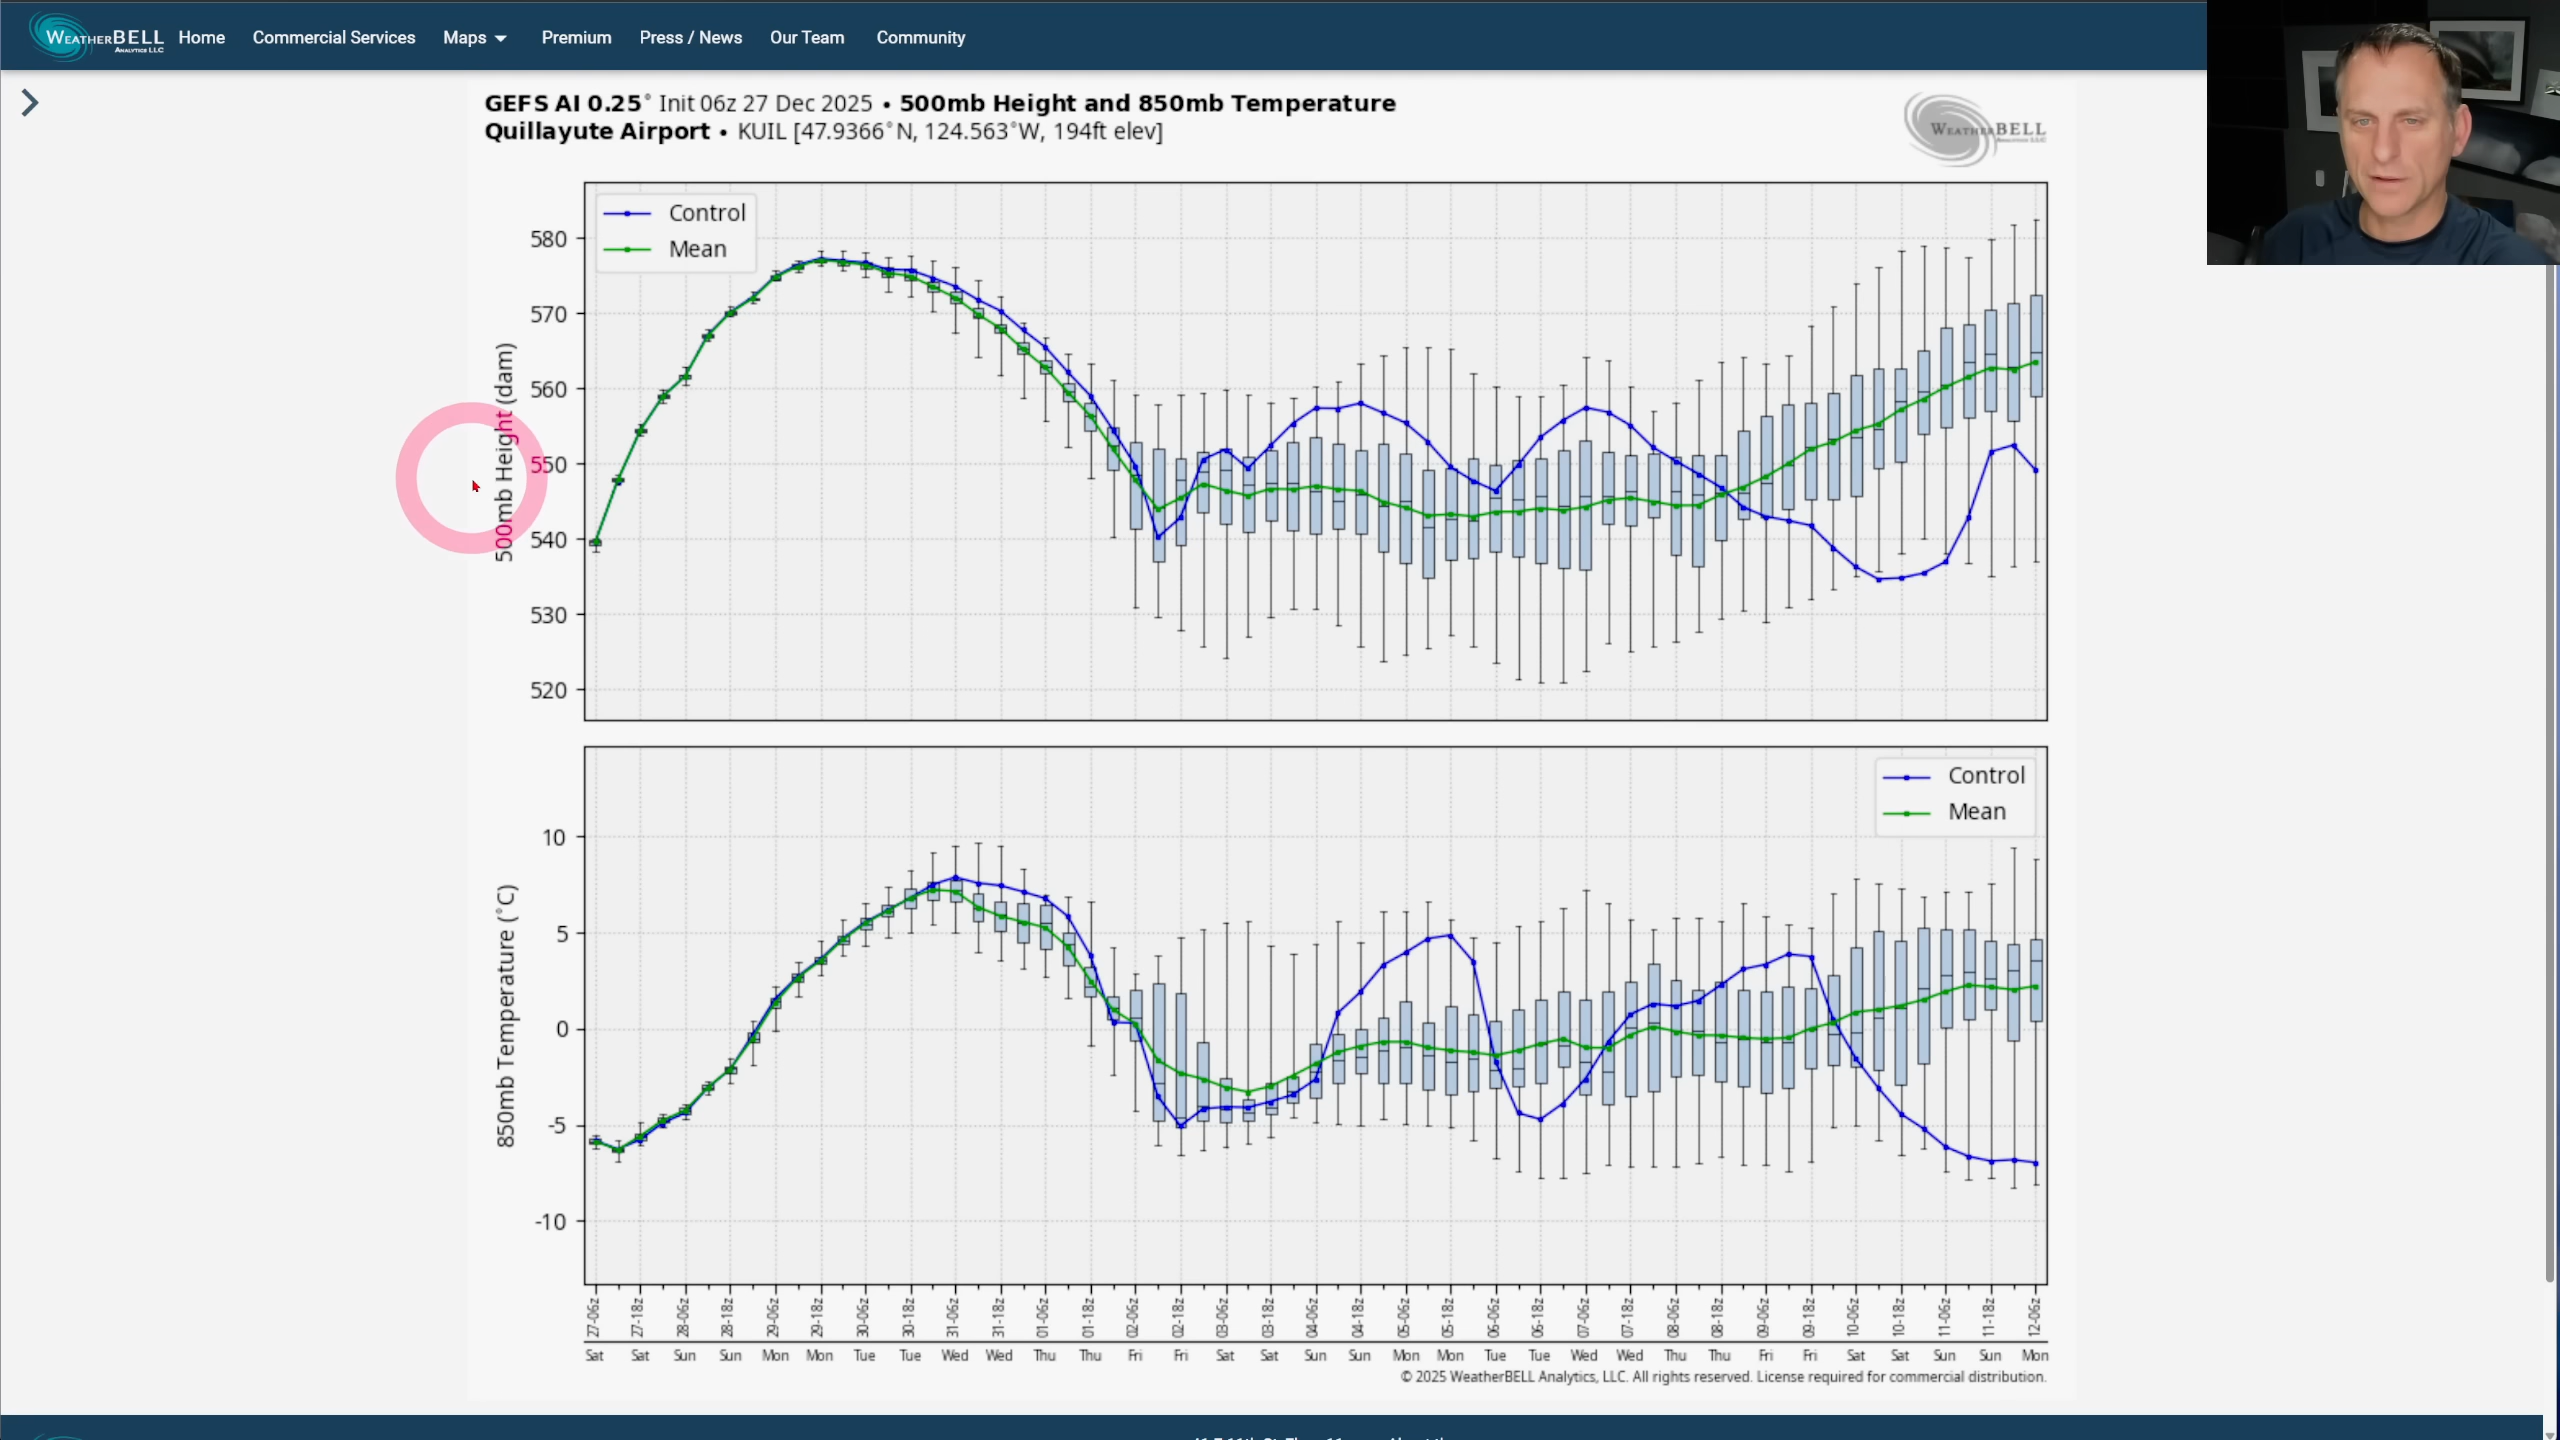 WEATHERBELL
ANALYTICS LLC
Home
Commercial Services
Maps
Premium
Press / News
Our Team
Community
GEFS AI 0.25° Init 06z 27 Dec 2025 • 500mb Height and 850mb Temperature
Quillayute Airport • KUIL [47.9366°N, 124.563°W, 194ft elev]
WEATHERBELL
Control
Mean
580
570
560
550
540
530
520
500mb Height (dam)
Control
Mean
10
5
0
-5
-10
850mb Temperature (°C)
27-06z 27-18z 28-06z 28-18z 29-06z 29-18z 30-06z 30-18z 31-06z 31-18z 01-06z 01-18z 02-06z 02-18z 03-06z 03-18z 04-06z 04-18z 05-06z 05-18z 06-06z 06-18z 07-06z 07-18z 08-06z 08-18z 09-06z 09-18z 10-06z 10-18z 11-06z 11-18z 12-06z
Sat Sat Sun Sun Mon Mon Tue Tue Wed Wed Thu Thu Fri Fri Sat Sat Sun Sun Mon Mon Tue Tue Wed Wed Thu Thu Fri Fri Sat Sat Sun Sun Mon
© 2025 WeatherBELL Analytics, LLC. All rights reserved. License required for commercial distribution.